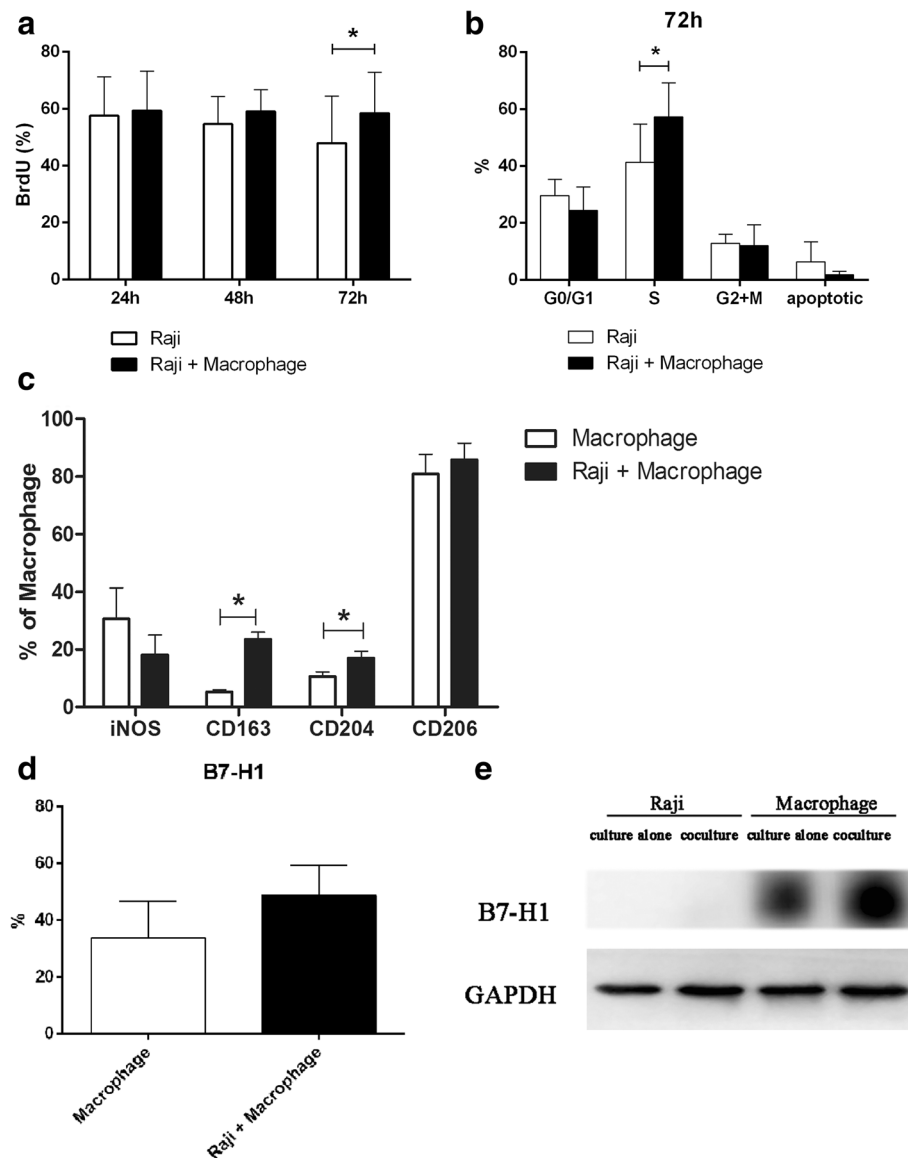 a
*
80
60
40
20
0
BrdU (%)
24h 48h 72h
Raji
Raji + Macrophage
b
72h
*
80
60
40
20
0
%
G0/G1 S G2+M apoptotic
Raji
Raji + Macrophage
c
100
80
60
40
20
0
% of Macrophage
* *
iNOS CD163 CD204 CD206
Macrophage
Raji + Macrophage
d
B7-H1
80
60
40
20
0
%
Macrophage
Raji + Macrophage
e
Raji Macrophage
culture alone coculture culture alone coculture
B7-H1
GAPDH